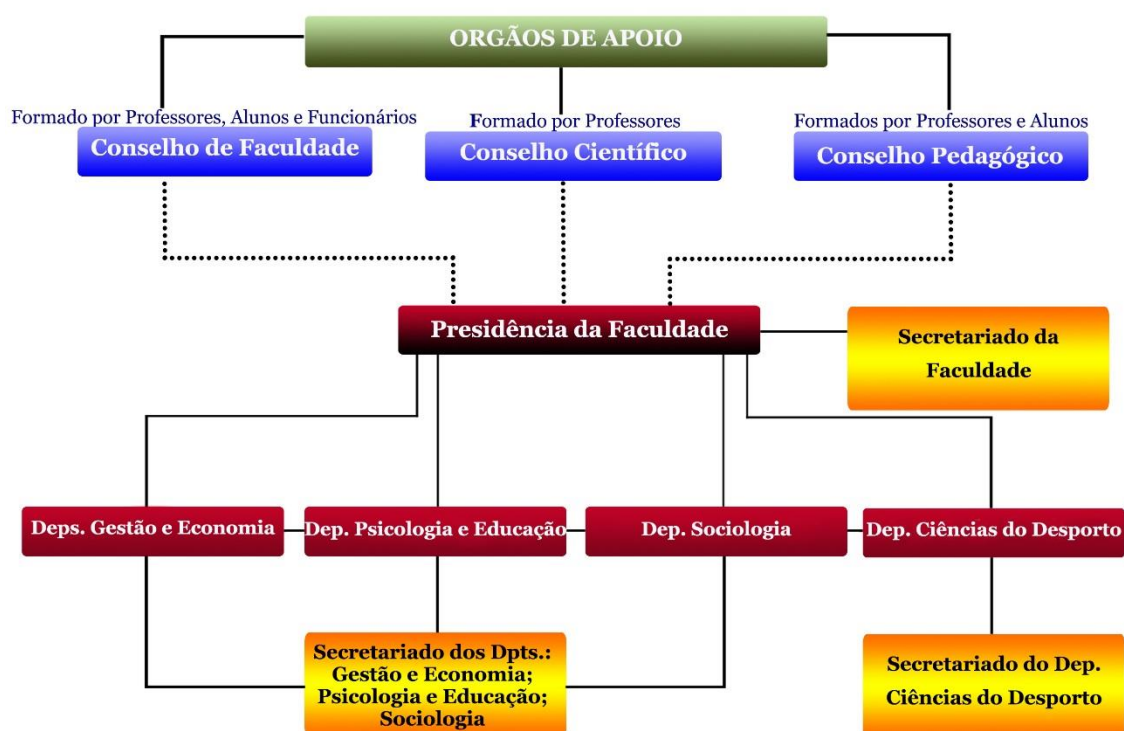 ORGÃOS DE APOIO
Formado por Professores, Alunos e Funcionários
Conselho de Faculdade
Formado por Professores
Conselho Científico
Formados por Professores e Alunos
Conselho Pedagógico
Presidência da Faculdade
Secretariado da
Faculdade
Deps. Gestão e Economia
Dep. Psicologia e Educação
Dep. Sociologia
Dep. Ciências do Desporto
Secretariado dos Dpts.:
Gestão e Economia;
Psicologia e Educação;
Sociologia
Secretariado do Dep.
Ciências do Desporto